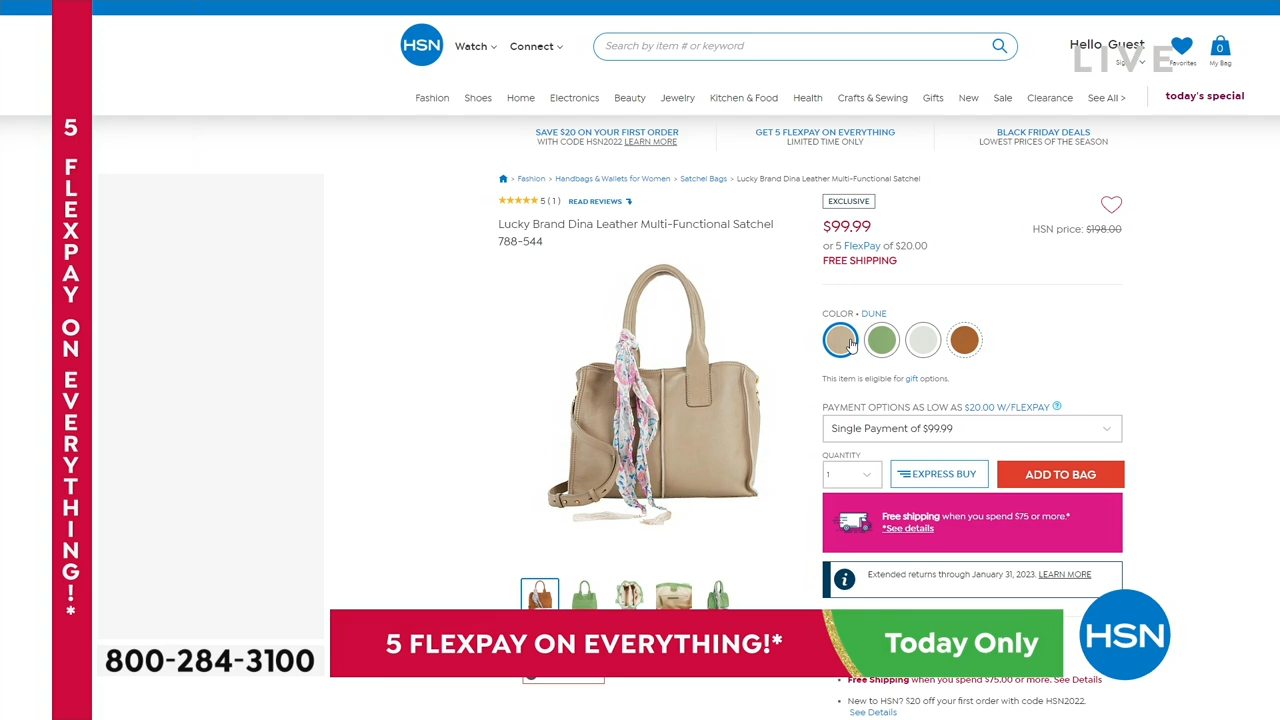 5 FLEXPAY ON EVERYTHING!*
HSN
Watch
Connect
Search by item # or keyword
Hello, Guest
LIVE
Favorites
0
My Bag
Fashion
Shoes
Home
Electronics
Beauty
Jewelry
Kitchen & Food
Health
Crafts & Sewing
Gifts
New
Sale
Clearance
See All >
today's special
SAVE $20 ON YOUR FIRST ORDER
WITH CODE HSN2022 LEARN MORE
GET 5 FLEXPAY ON EVERYTHING
LIMITED TIME ONLY
BLACK FRIDAY DEALS
LOWEST PRICES OF THE SEASON
> Fashion > Handbags & Wallets for Women > Satchel Bags > Lucky Brand Dina Leather Multi-Functional Satchel
5 ( 1 ) READ REVIEWS
Lucky Brand Dina Leather Multi-Functional Satchel
788-544
EXCLUSIVE
$99.99
HSN price: $198.00
or 5 FlexPay of $20.00
FREE SHIPPING
COLOR • DUNE
This item is eligible for gift options.
PAYMENT OPTIONS AS LOW AS $20.00 W/FLEXPAY ?
Single Payment of $99.99
QUANTITY
1
EXPRESS BUY
ADD TO BAG
Free shipping when you spend $75 or more.*
*See details
i
Extended returns through January 31, 2023. LEARN MORE
800-284-3100
5 FLEXPAY ON EVERYTHING!*
Today Only
HSN
• Free Shipping when you spend $75.00 or more. See Details
• New to HSN? $20 off your first order with code HSN2022.
See Details